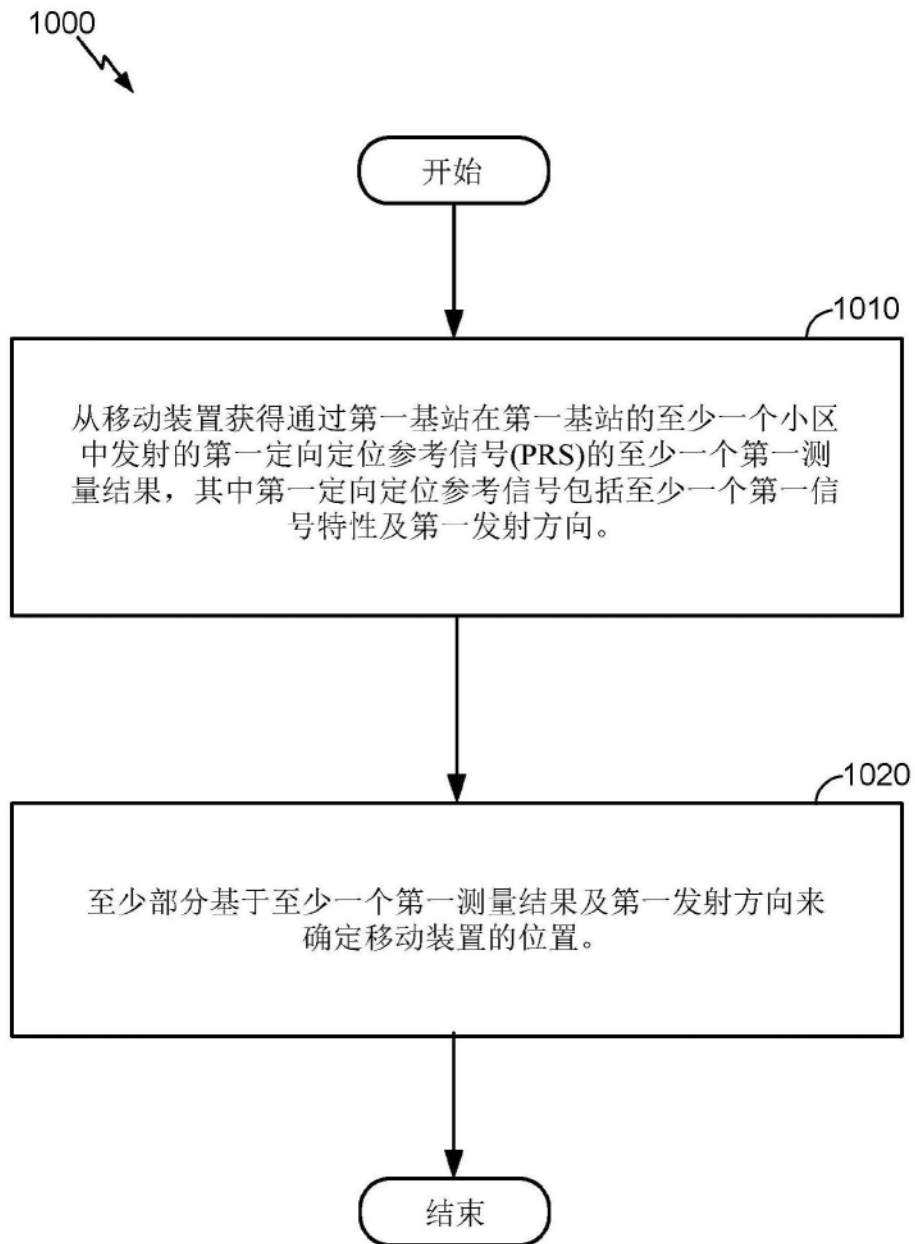 1000
开始
1010
从移动装置获得通过第一基站在第一基站的至少一个小区
中发射的第一定向定位参考信号(PRS)的至少一个第一测
量结果，其中第一定向定位参考信号包括至少一个第一信
号特性及第一发射方向。
1020
至少部分基于至少一个第一测量结果及第一发射方向来
确定移动装置的位置。
结束